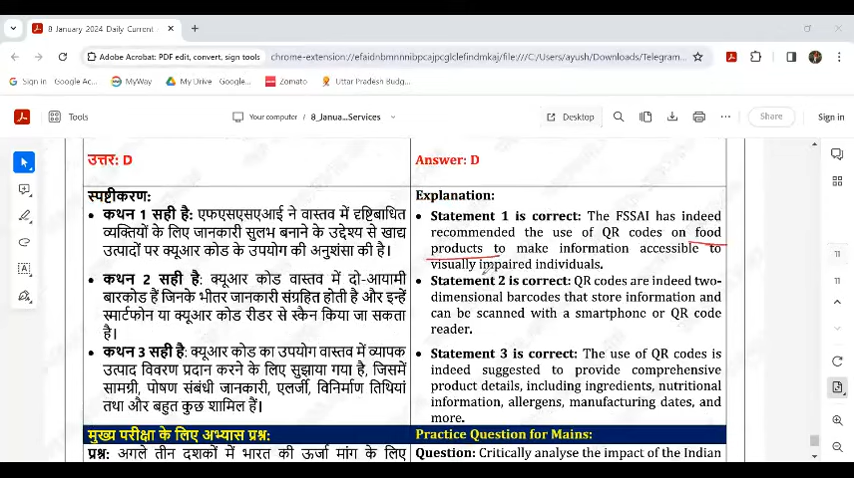 8 January 2024 Daily Current
Adobe Acrobat: PDF edit, convert, sign tools
chrome-extension://efaidnbmnnnibpcajpcglclefindmkaj/file:///C:/Users/ayush/Downloads/Telegram...
Sign in
MyWay
My Drive - Google...
Zomato
Uttar Pradesh Budg...
Tools
Your computer
8_Janua...Services
Desktop
Share
Sign in
उत्तर: D
स्पष्टीकरण:
• कथन 1 सही है: एफएसएसएआई ने वास्तव में दृष्टिबाधित
व्यक्तियों के लिए जानकारी सुलभ बनाने के उद्देश्य से खाद्य
उत्पादों पर क्यूआर कोड के उपयोग की अनुशंसा की है।
• कथन 2 सही है: क्यूआर कोड वास्तव में दो-आयामी
बारकोड हैं जिनके भीतर जानकारी संग्रहित होती है और इन्हें
स्मार्टफोन या क्यूआर कोड रीडर से स्कैन किया जा सकता
है।
• कथन 3 सही है: क्यूआर कोड का उपयोग वास्तव में व्यापक
उत्पाद विवरण प्रदान करने के लिए सुझाया गया है, जिसमें
सामग्री, पोषण संबंधी जानकारी, एलर्जी, विनिर्माण तिथियां
तथा और बहुत कुछ शामिल हैं।
मुख्य परीक्षा के लिए अभ्यास प्रश्न:
प्रश्न: अगले तीन दशकों में भारत की ऊर्जा मांग के लिए
Answer: D
Explanation:
• Statement 1 is correct: The FSSAI has indeed
recommended the use of QR codes on food
products to make information accessible to
visually impaired individuals.
• Statement 2 is correct: QR codes are indeed two-
dimensional barcodes that store information and
can be scanned with a smartphone or QR code
reader.
• Statement 3 is correct: The use of QR codes is
indeed suggested to provide comprehensive
product details, including ingredients, nutritional
information, allergens, manufacturing dates, and
more.
Practice Question for Mains:
Question: Critically analyse the impact of the Indian